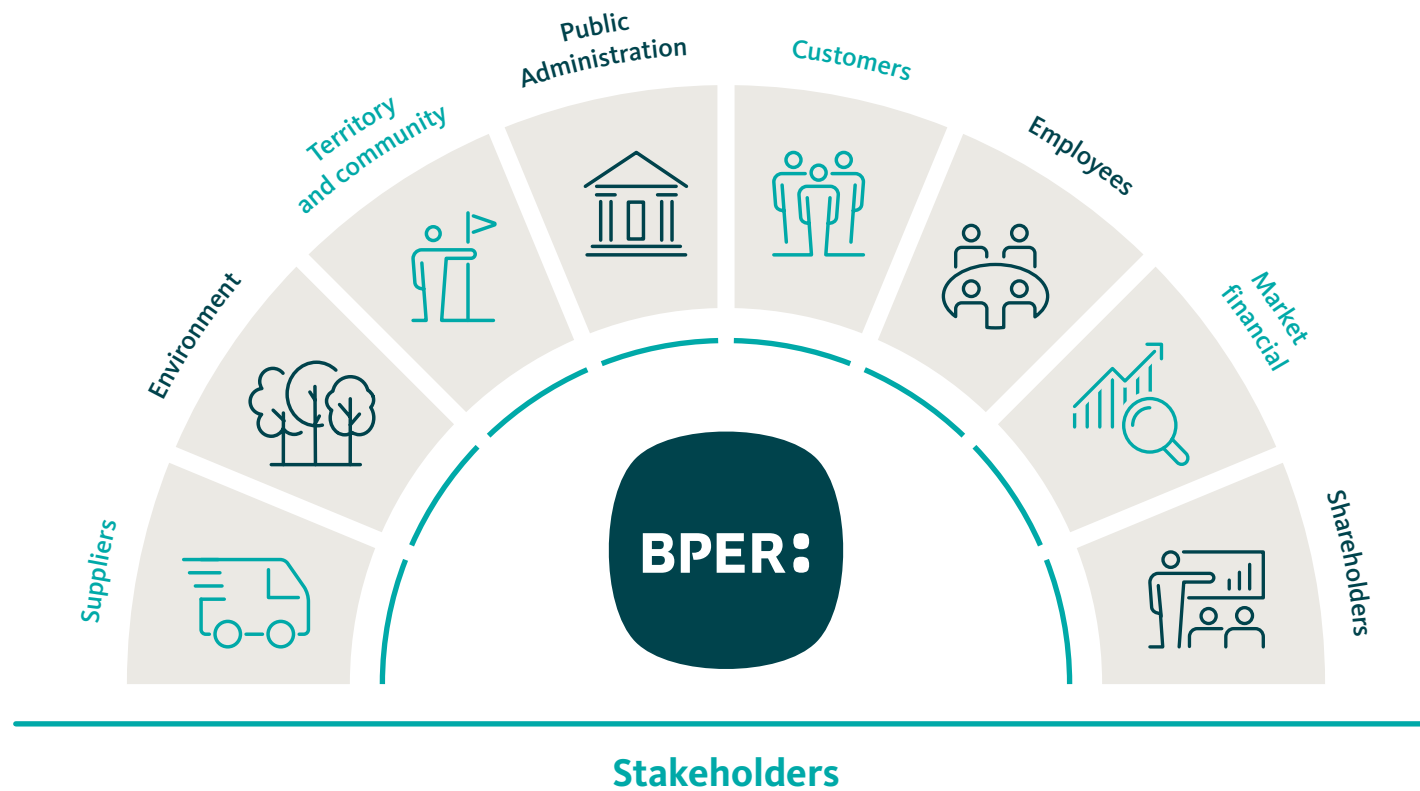 Public
Administration
Customers
Territory
and community
Employees
Environment
Market
financial
Suppliers
Shareholders
BPER:
Stakeholders